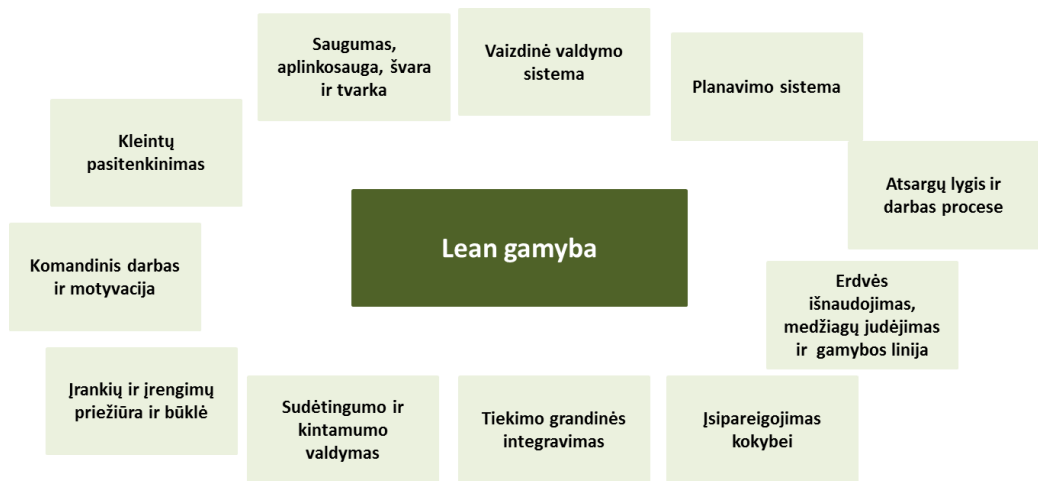 Saugumas,
aplinkosauga, švara
ir tvarka
Vaizdinė valdymo
sistema
Planavimo sistema
Kleintų
pasitenkinimas
Atsargų lygis ir
darbas procese
Lean gamyba
Komandinis darbas
ir motyvacija
Erdvės
išnaudojimas,
medžiagų judėjimas
ir gamybos linija
Įrankių ir įrengimų
priežiūra ir būklė
Sudėtingumo ir
kintamumo
valdymas
Tiekimo grandinės
integravimas
Įsipareigojimas
kokybei